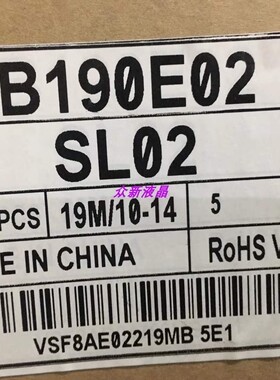 B190E02
SL02
PCS 19M/10-14 5
众新液晶
E IN CHINA RoHS V
VSF8AE02219MB 5E1